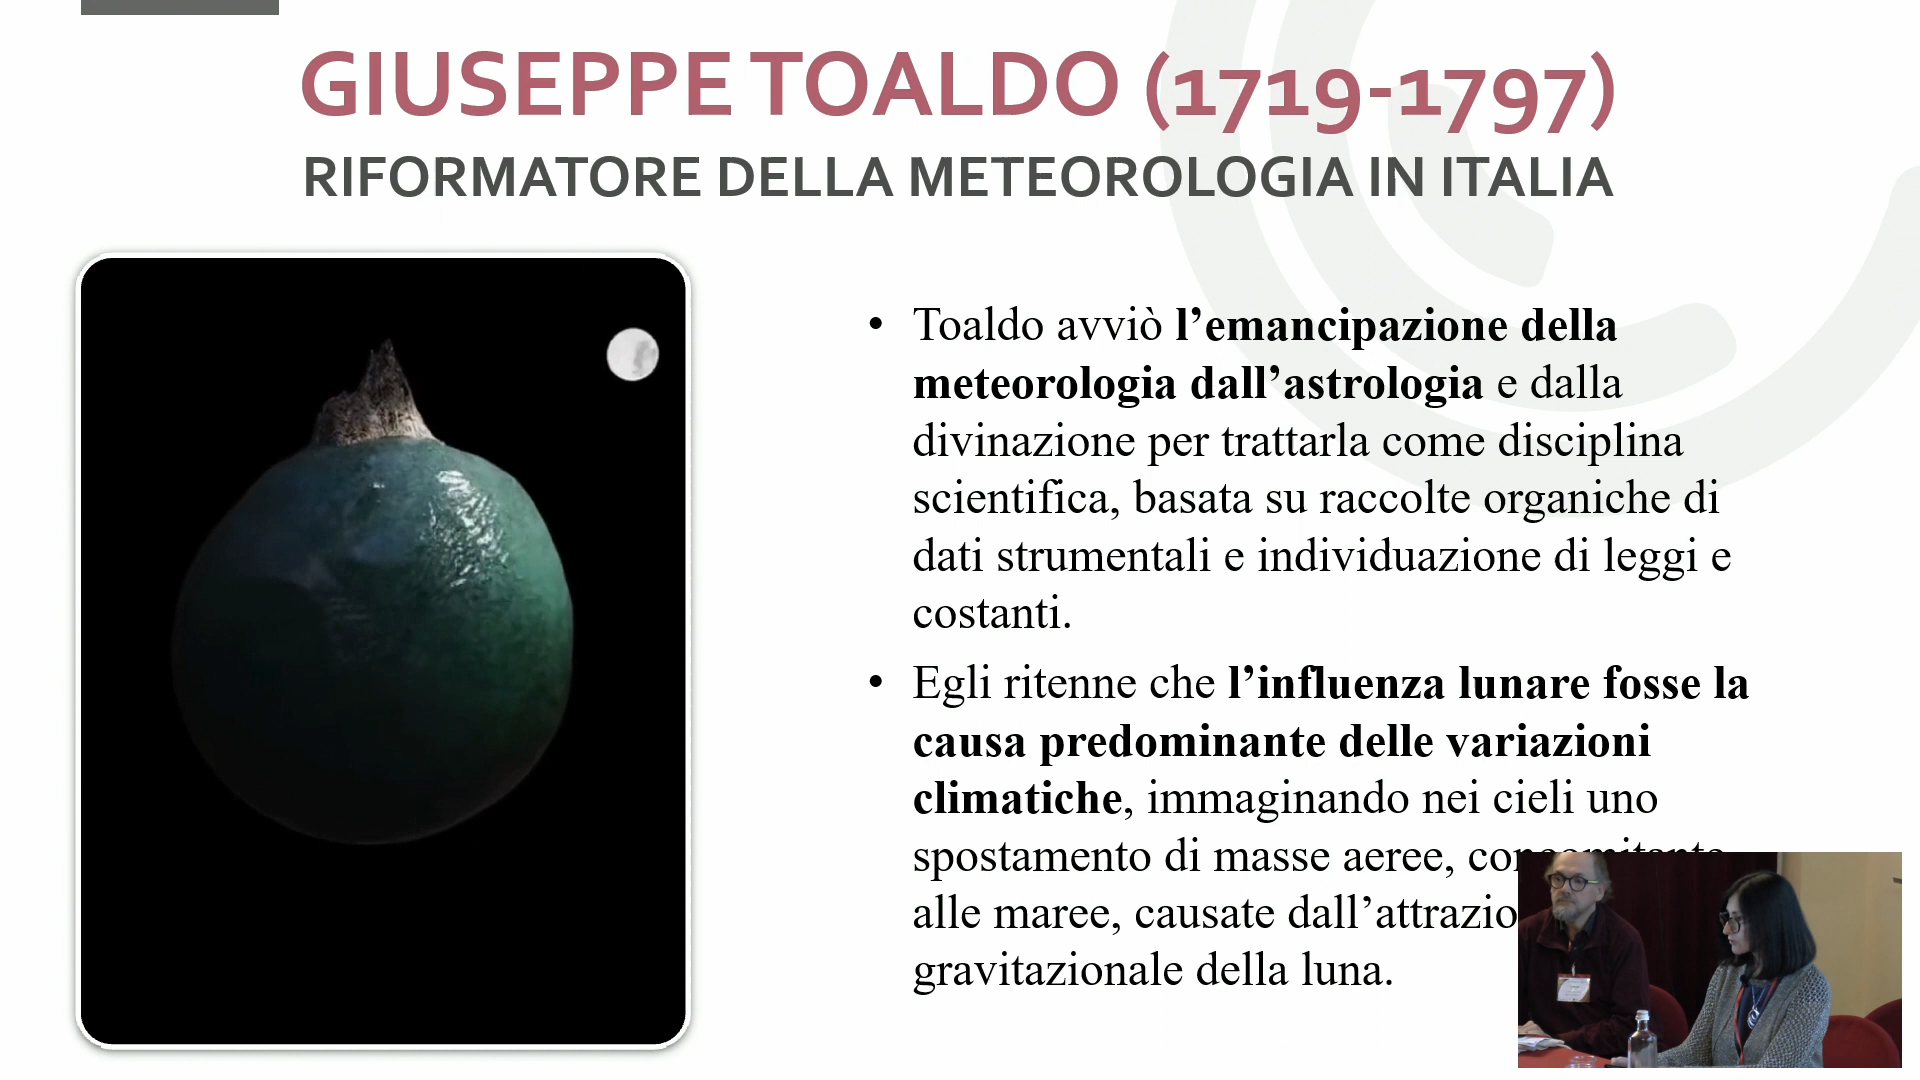 GIUSEPPE TOALDO (1719-1797)
RIFORMATORE DELLA METEOROLOGIA IN ITALIA
• Toaldo avviò l’emancipazione della
meteorologia dall’astrologia e dalla
divinazione per trattarla come disciplina
scientifica, basata su raccolte organiche di
dati strumentali e individuazione di leggi e
costanti.
• Egli ritenne che l’influenza lunare fosse la
causa predominante delle variazioni
climatiche, immaginando nei cieli uno
spostamento di masse aeree, concomitante
alle maree, causate dall’attrazio
gravitazionale della luna.